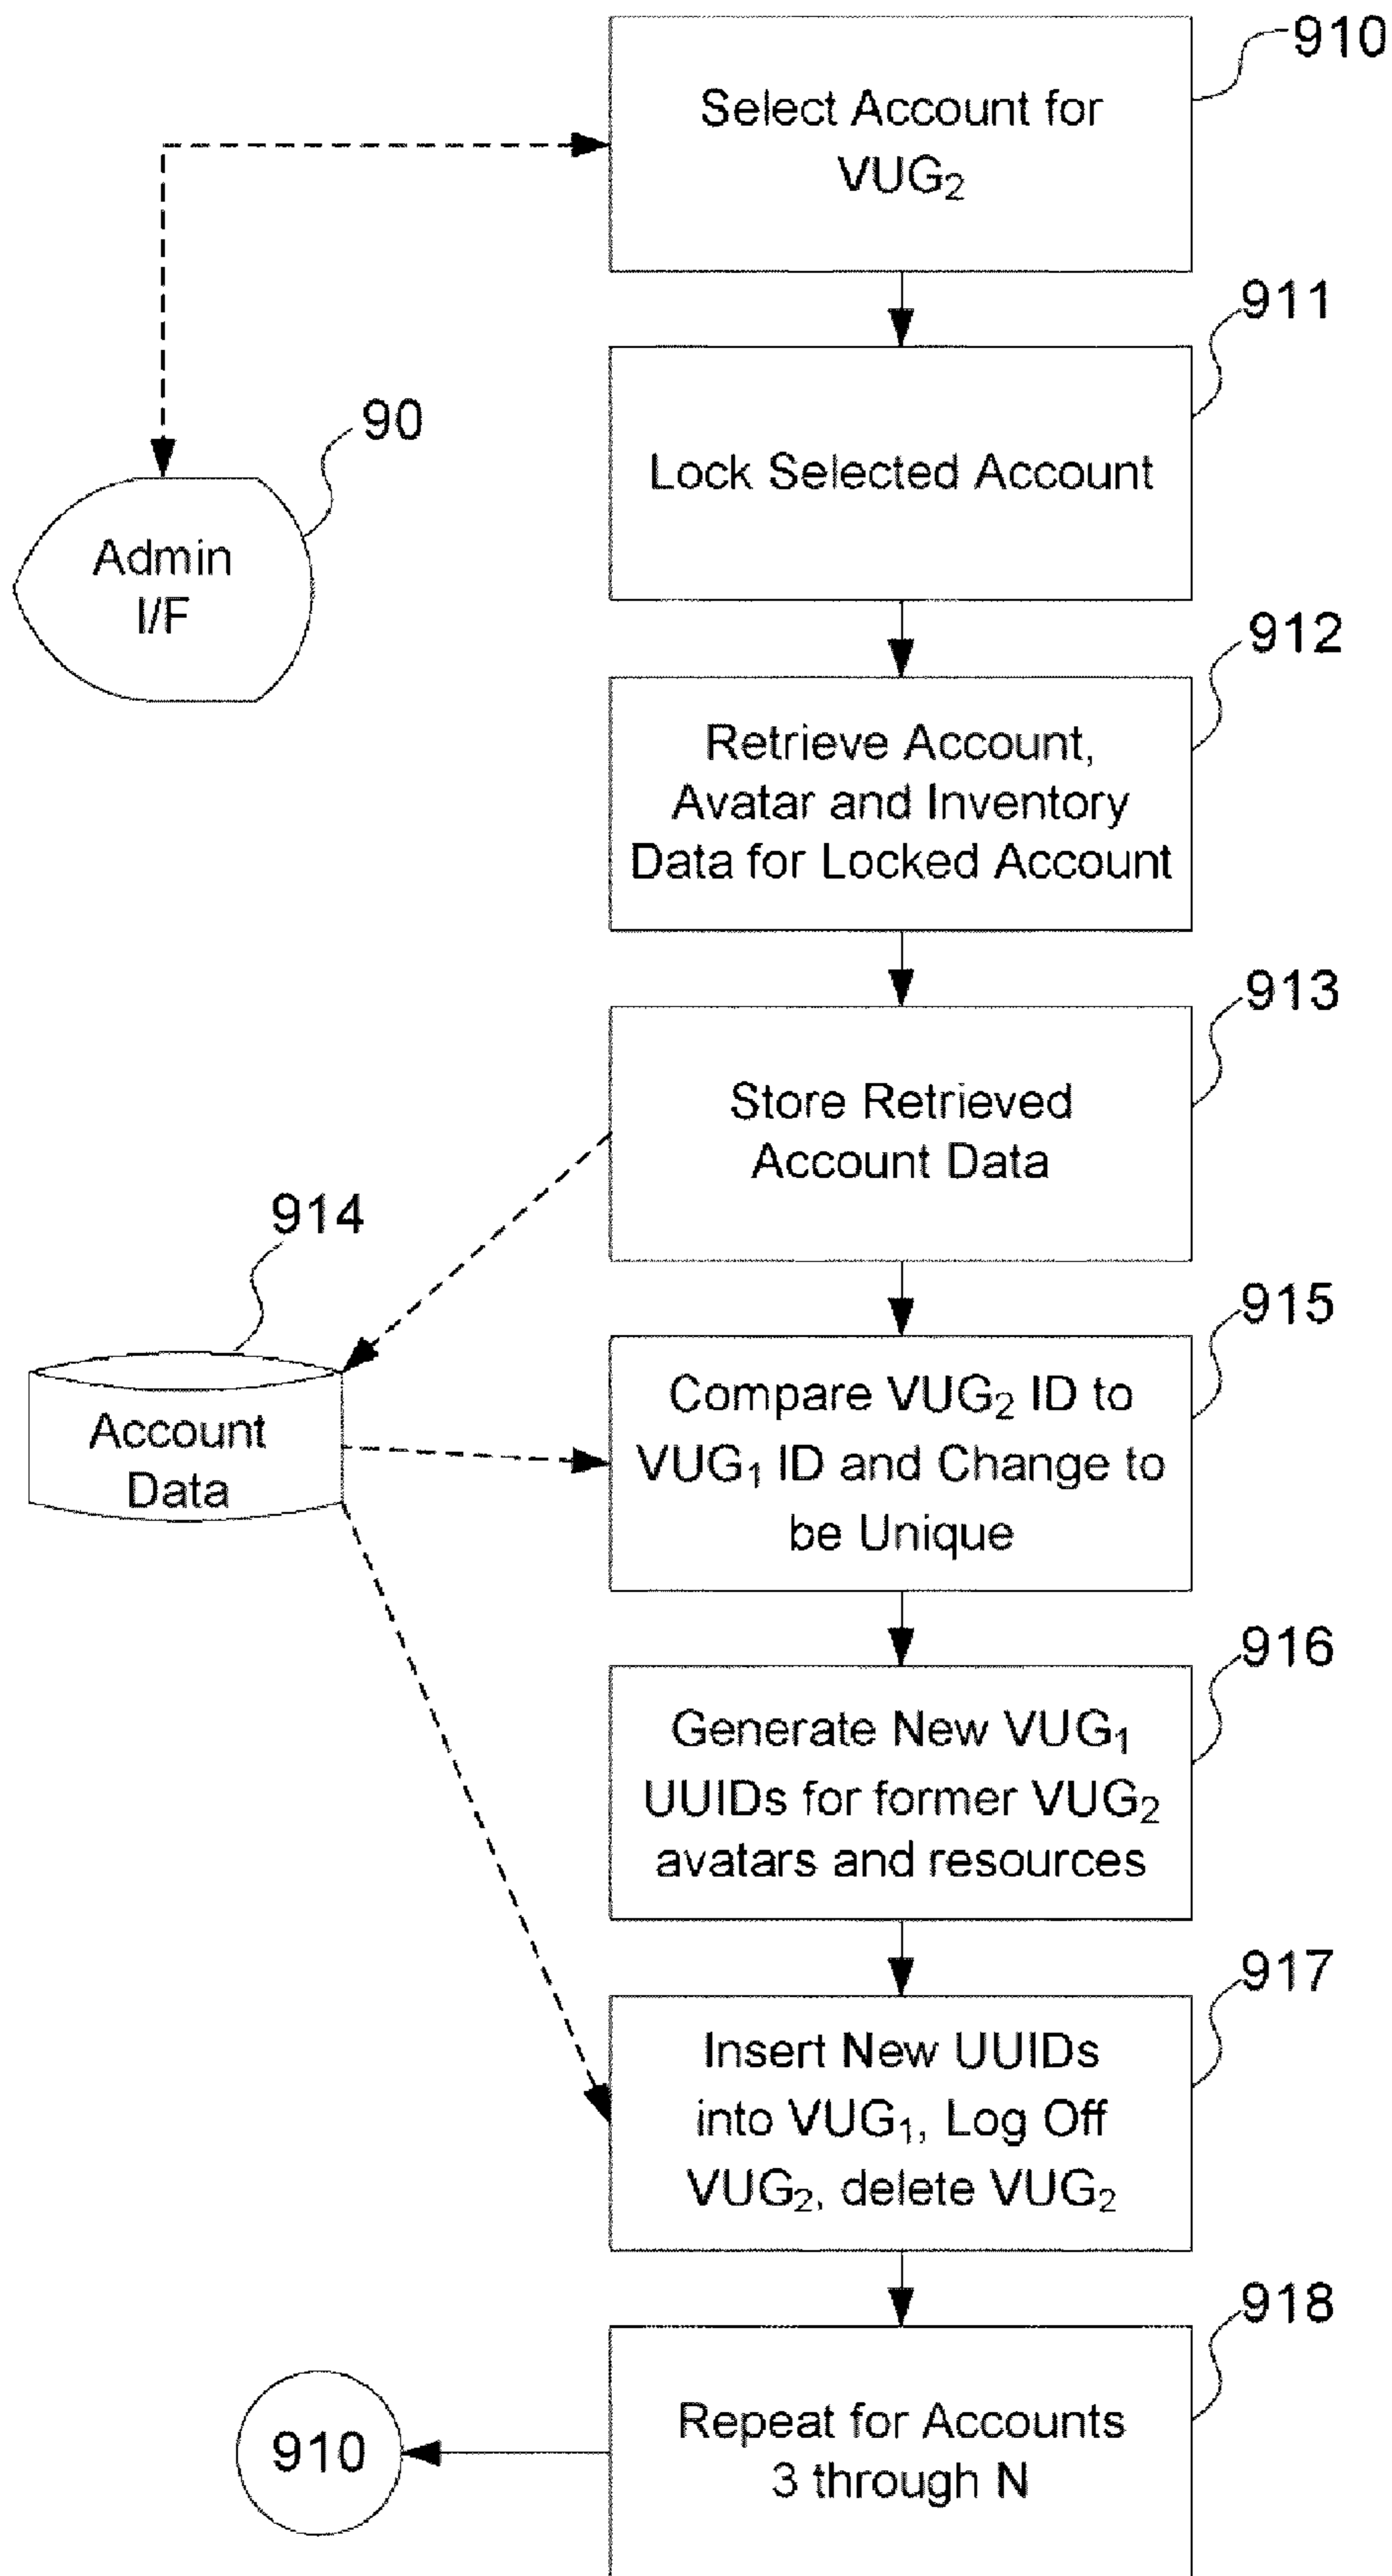 910
Select Account for
VUG₂
911
Lock Selected Account
90
Admin
I/F
912
Retrieve Account,
Avatar and Inventory
Data for Locked Account
913
Store Retrieved
Account Data
914
Account
Data
915
Compare VUG₂ ID to
VUG₁ ID and Change to
be Unique
916
Generate New VUG₁
UUIDs for former VUG₂
avatars and resources
917
Insert New UUIDs
into VUG₁, Log Off
VUG₂, delete VUG₂
918
Repeat for Accounts
3 through N
910